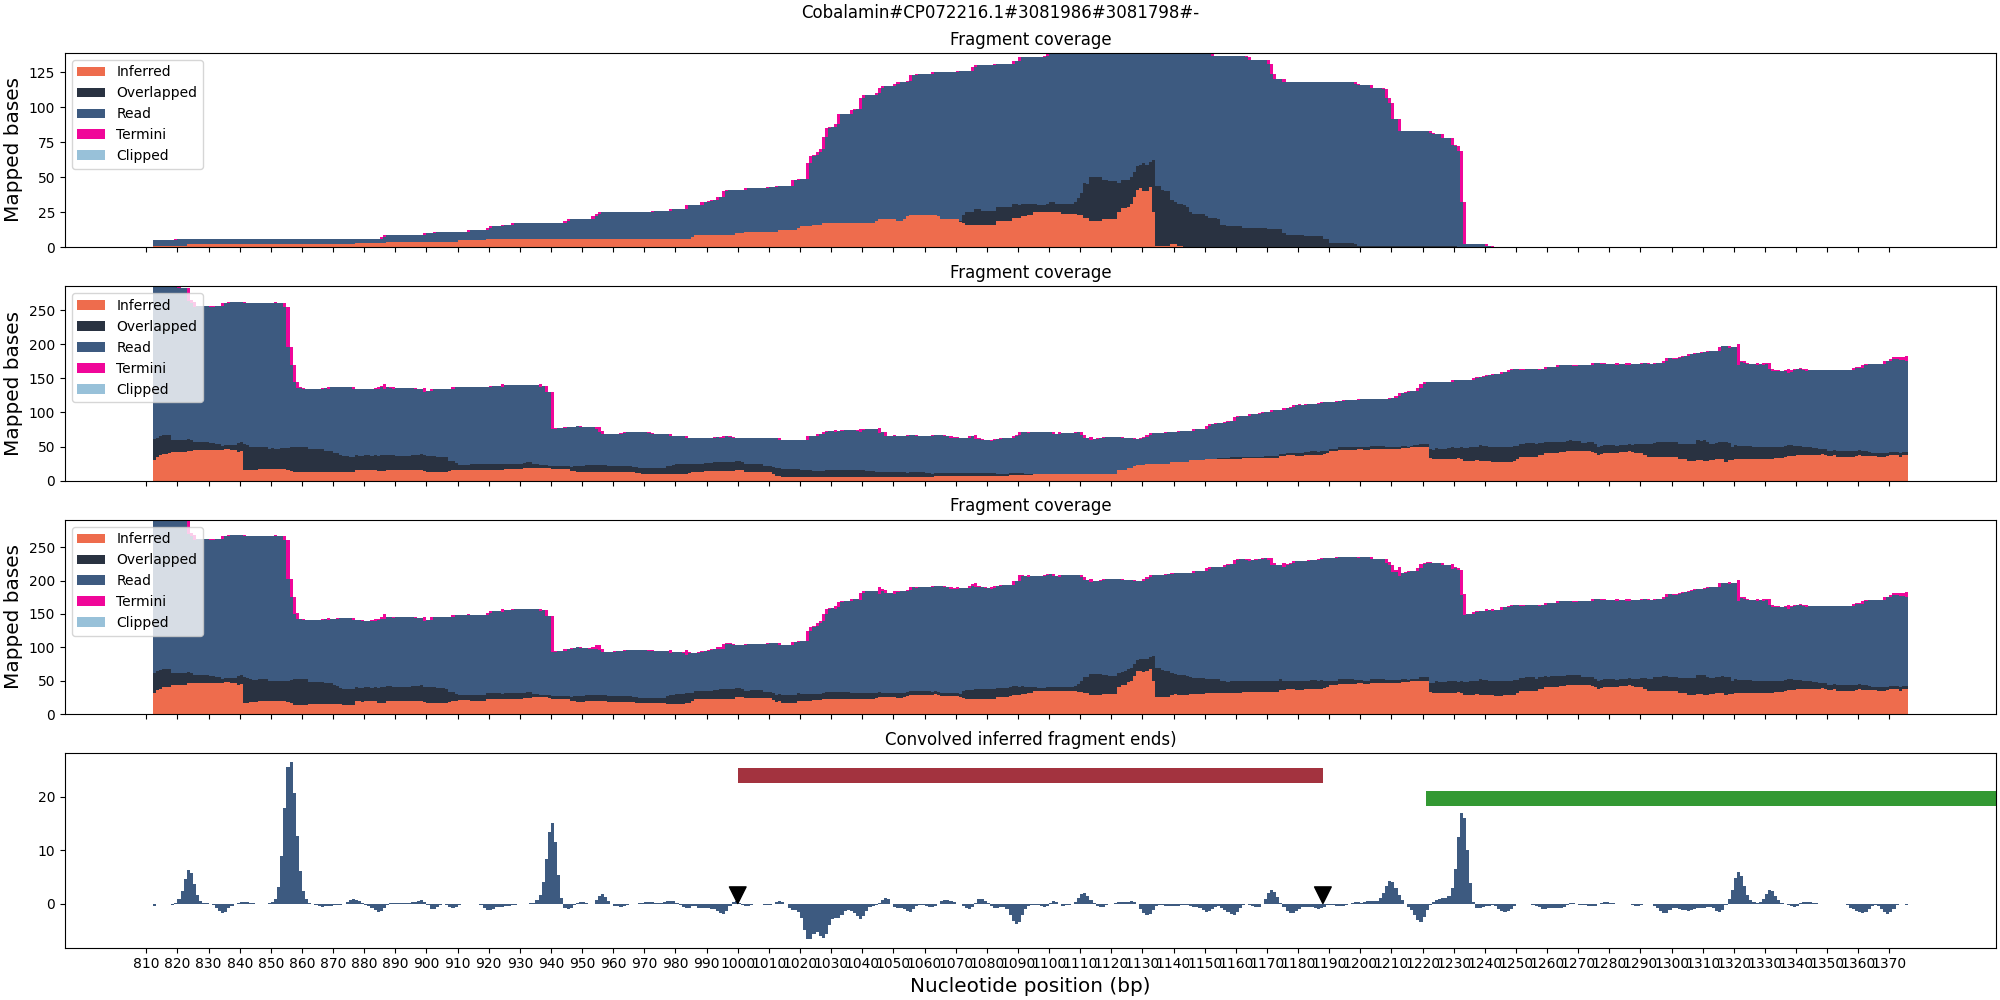 Cobalamin#CP072216.1#3081986#3081798#-
Fragment coverage
Mapped bases
125
100
75
50
25
0
Inferred
Overlapped
Read
Termini
Clipped
Fragment coverage
Mapped bases
250
200
150
100
50
0
Inferred
Overlapped
Read
Termini
Clipped
Fragment coverage
Mapped bases
250
200
150
100
50
0
Inferred
Overlapped
Read
Termini
Clipped
Convolved inferred fragment ends)
20
10
0
810 820 830 840 850 860 870 880 890 900 910 920 930 940 950 960 970 980 990 1000 1010 1020 1030 1040 1050 1060 1070 1080 1090 1100 1110 1120 1130 1140 1150 1160 1170 1180 1190 1200 1210 1220 1230 1240 1250 1260 1270 1280 1290 1300 1310 1320 1330 1340 1350 1360 1370
Nucleotide position (bp)